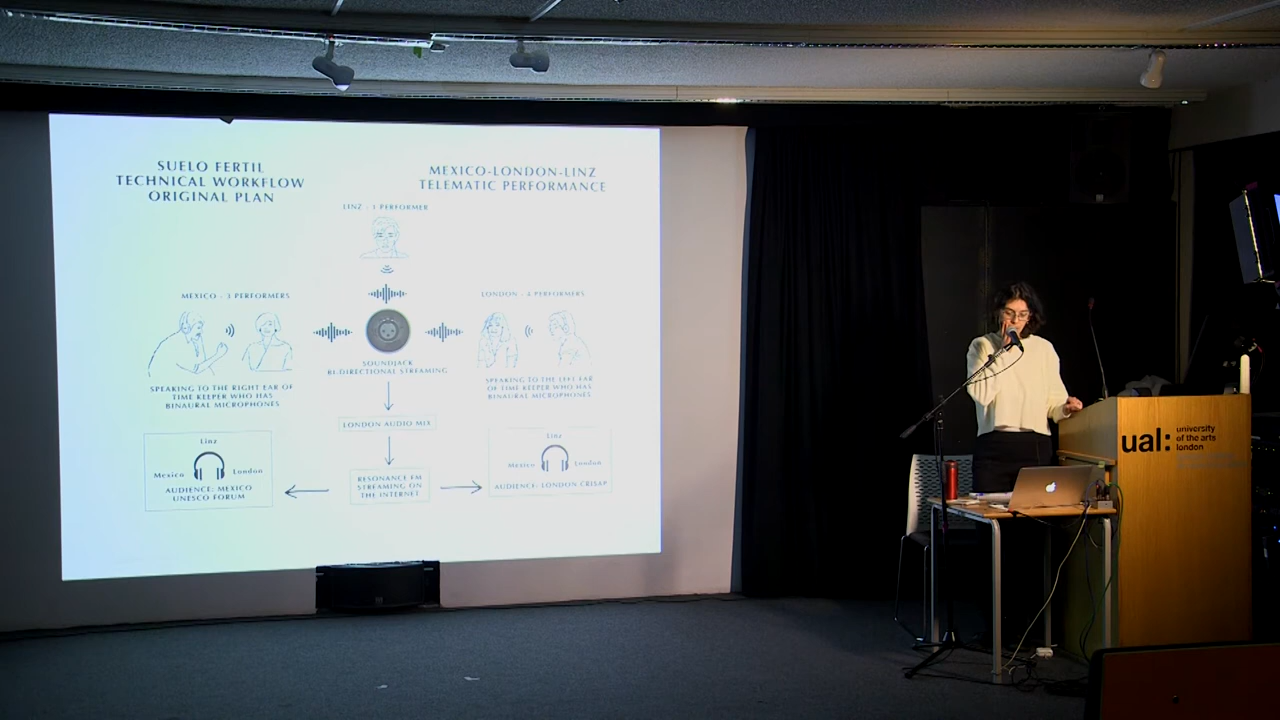 SUELO FERTIL
TECHNICAL WORKFLOW
ORIGINAL PLAN
MEXICO-LONDON-LINZ
TELEMATIC PERFORMANCE
LINZ - 1 PERFORMER
MEXICO - 3 PERFORMERS
LONDON - 4 PERFORMERS
SOUNDJACK
BI-DIRECTIONAL STREAMING
SPEAKING TO THE RIGHT EAR OF
TIME KEEPER WHO HAS
BINAURAL MICROPHONES
SPEAKING TO THE LEFT EAR
OF TIME KEEPER WHO HAS
BINAURAL MICROPHONES
LONDON AUDIO MIX
Linz
Mexico
London
AUDIENCE: MEXICO
UNESCO FORUM
RESONANCE FM
STREAMING ON
THE INTERNET
Linz
Mexico
London
AUDIENCE: LONDON CRISAP
ual:
university
of the arts
london